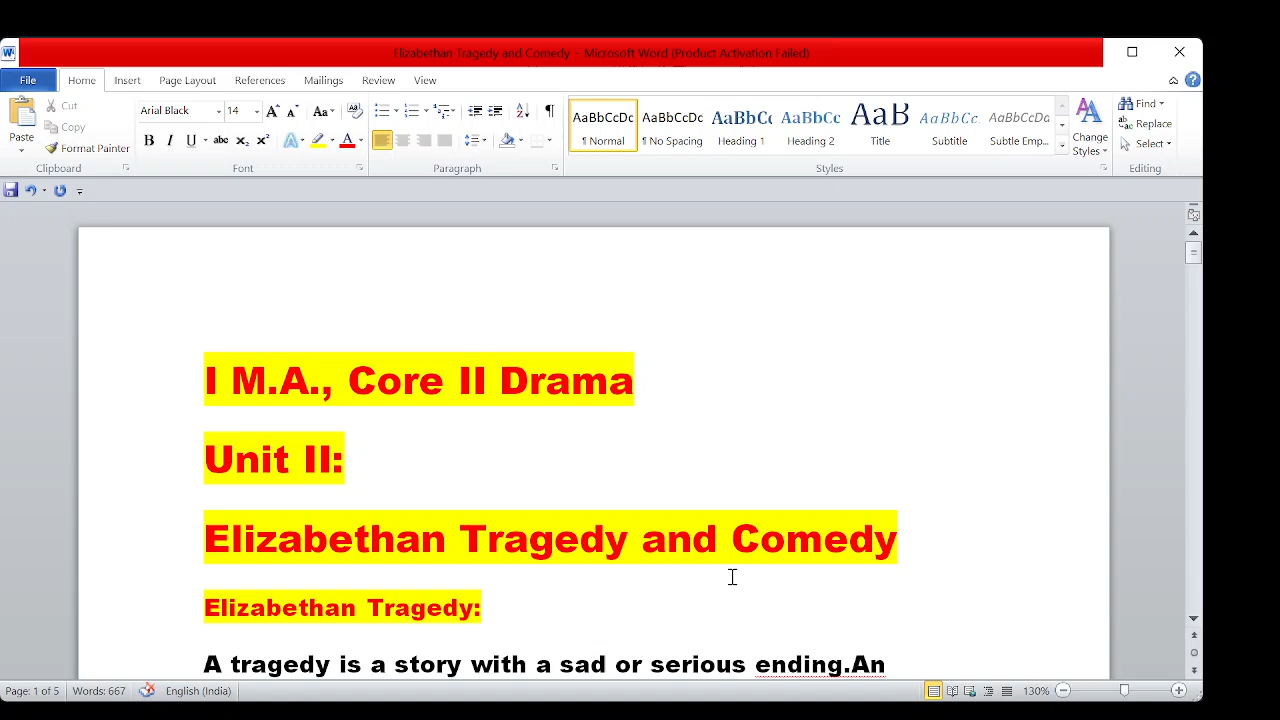 Elizabethan Tragedy and Comedy - Microsoft Word (Product Activation Failed)
File Home Insert Page Layout References Mailings Review View
Paste Cut Copy Format Painter Clipboard
Arial Black 14 Font
Paragraph
AaBbCcDc AaBbCcDc AaBbC AaBbCc AaB AaBbCc. AaBbCcDc
¶ Normal ¶ No Spacing Heading 1 Heading 2 Title Subtitle Subtle Emp... Change Styles Styles
Find Replace Select Editing
I M.A., Core II Drama
Unit II:
Elizabethan Tragedy and Comedy
Elizabethan Tragedy:
A tragedy is a story with a sad or serious ending.An
Page: 1 of 5 Words: 667 English (India) 130%